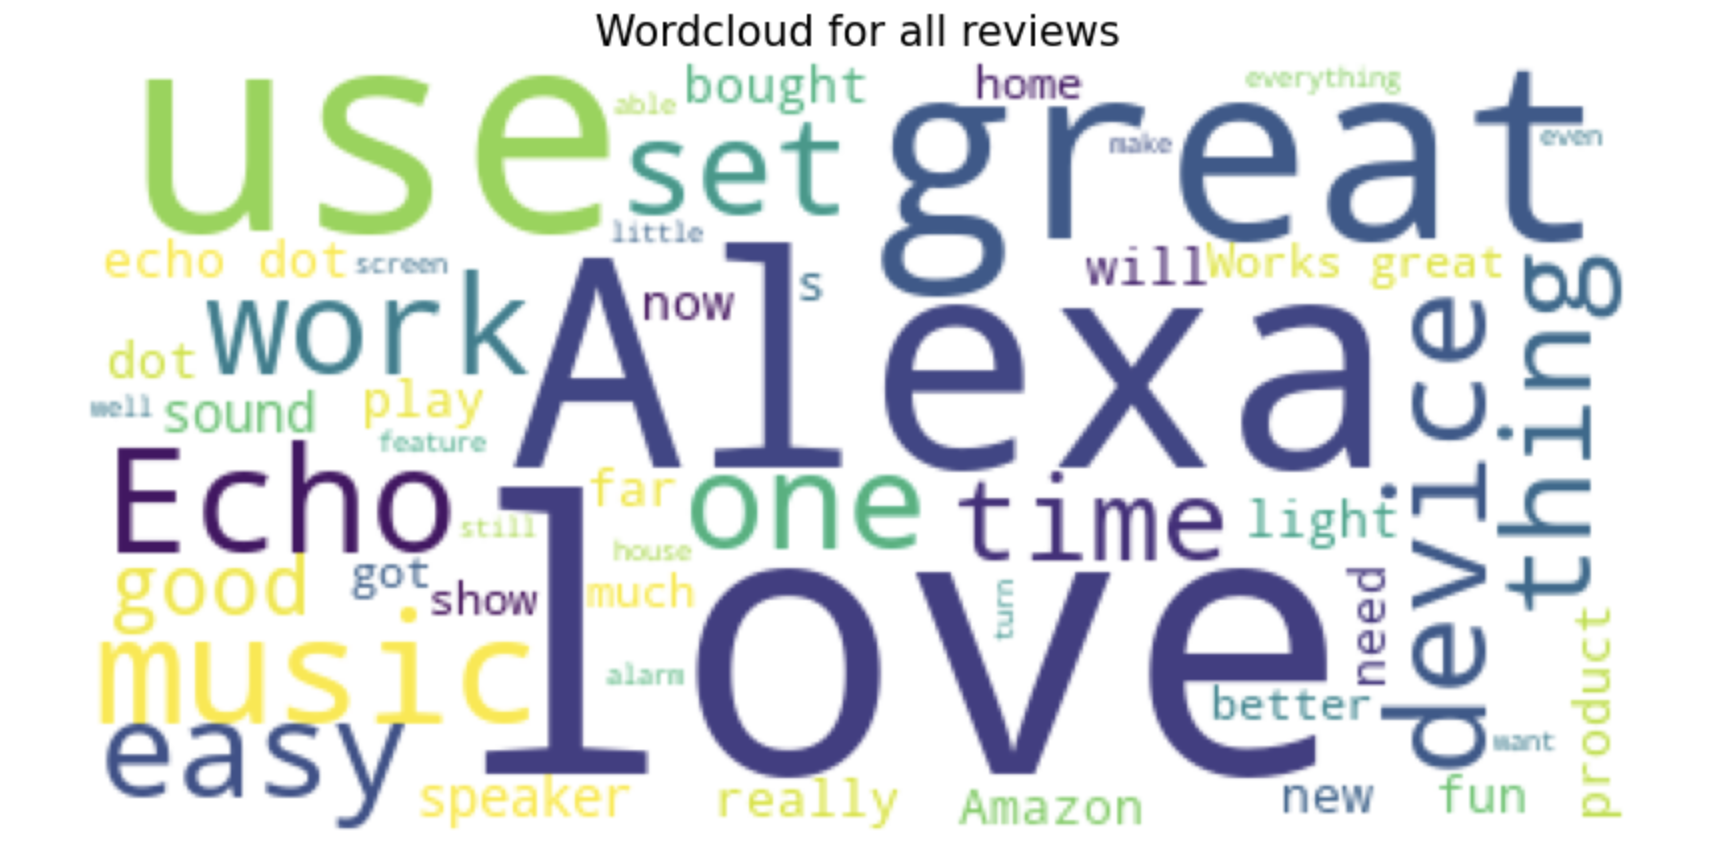 Wordcloud for all reviews
use
able
bought
home
everything
set
great
make
even
little
echo dot
screen
will
Works great
work
now
s
Alexa
device
thing
dot
well
sound
play
feature
Echo
far
one
time
light
still
house
good
got
show
much
love
turn
need
music
alarm
better
product
easy
want
speaker
really
Amazon
new
fun